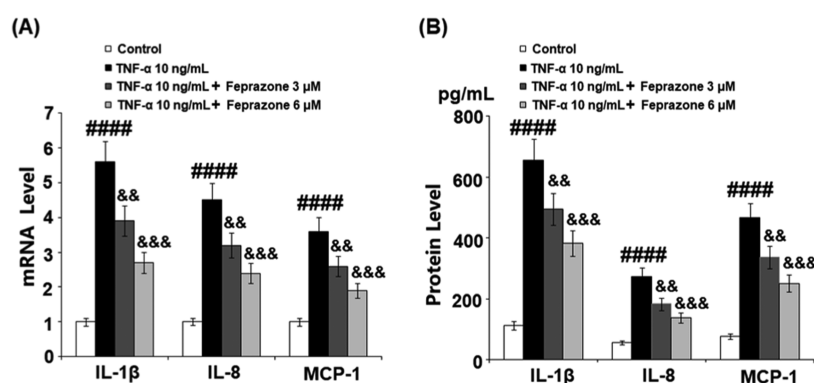 (A)
Control
TNF-α 10 ng/mL
TNF-α 10 ng/mL+ Feprazone 3 μM
TNF-α 10 ng/mL+ Feprazone 6 μM
mRNA Level
7
6
5
4
3
2
1
0
####
&&
&&&
####
&&
&&&
####
&&
&&&
IL-1β
IL-8
MCP-1
(B)
Control
TNF-α 10 ng/mL
TNF-α 10 ng/mL+ Feprazone 3 μM
TNF-α 10 ng/mL+ Feprazone 6 μM
pg/mL
Protein Level
800
600
400
200
0
####
&&
&&&
####
&&
&&&
####
&&
&&&
IL-1β
IL-8
MCP-1